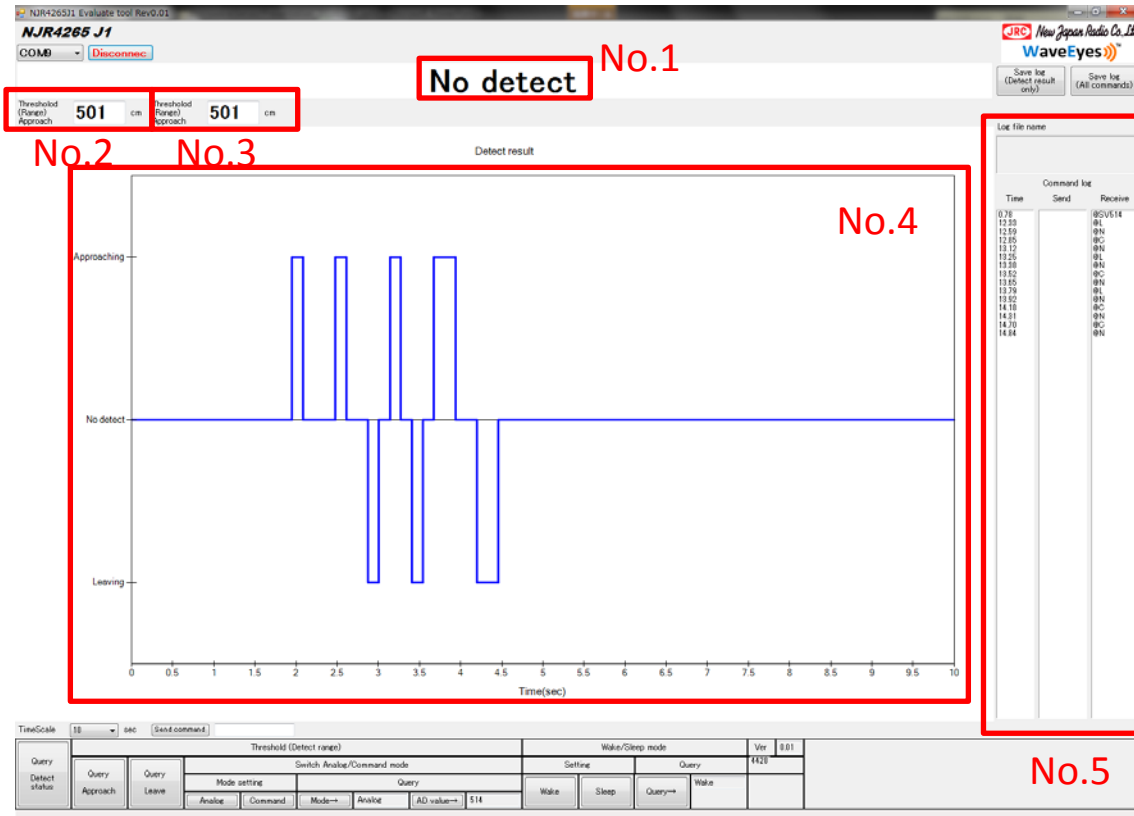 NJR4265J1 Evaluate tool Rev0.01
NJR4265 J1
JRC New Japan Radio Co.,Lt
COM9 Disconnec
WaveEyes
No detect
No.1
Save log
(Detect result
only)
Save log
(All commands)
Thresholod
(Range)
Approach
501 cm
Thresholod
(Range)
Approach
501 cm
No.2
No.3
Detect result
No.4
Approaching
No detect
Leaving
0 0.5 1 1.5 2 2.5 3 3.5 4 4.5 5 5.5 6 6.5 7 7.5 8 8.5 9 9.5 10
Time(sec)
Log file name
Command log
Time Send Receive
0.78 @SV514
12.33 @L
12.59 @N
12.85 @C
13.12 @N
13.25 @L
13.38 @N
13.52 @C
13.65 @N
13.79 @L
13.92 @N
14.18 @C
14.31 @N
14.70 @C
14.84 @N
No.5
TimeScale 10 sec Send command
Query
Detect
status
Threshold (Detect range)
Query
Approach
Query
Leave
Switch Analog/Command mode
Mode setting
Query
Analog Command Mode→ Analog AD value→ 514
Wake/Sleep mode
Setting Query
Wake Sleep Query→ Wake
Ver 0.01
4428